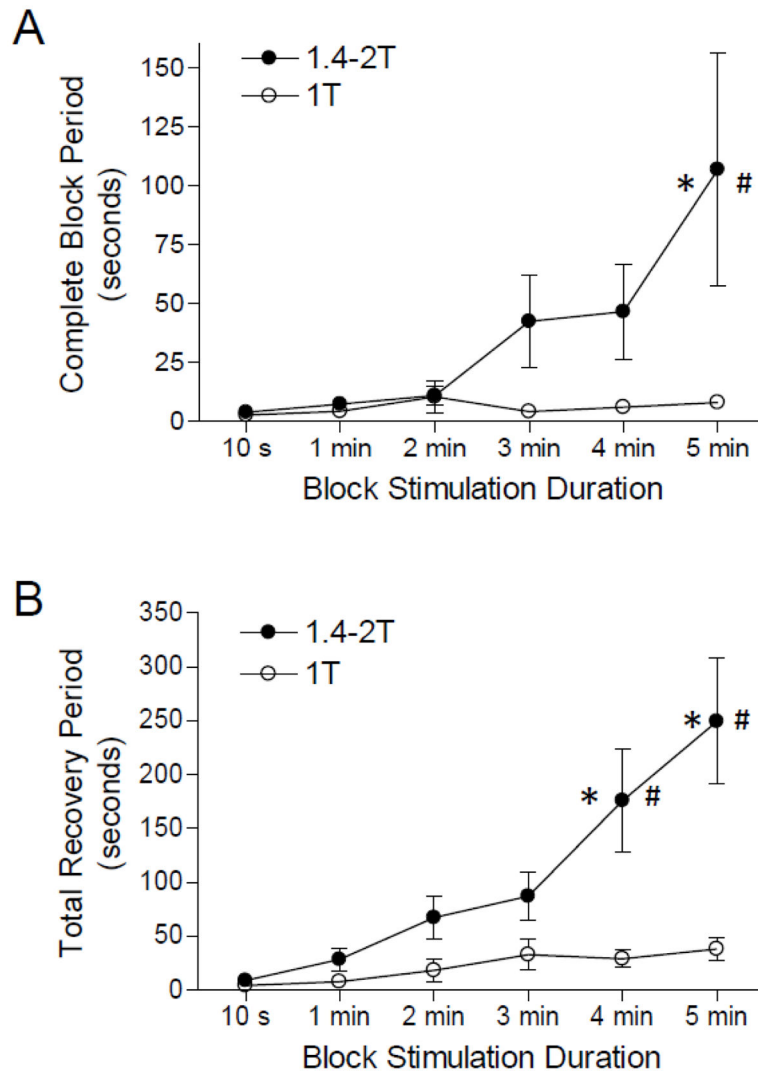 A
1.4-2T
1T
Complete Block Period
(seconds)
150
125
100
75
50
25
0
* #
10 s 1 min 2 min 3 min 4 min 5 min
Block Stimulation Duration
B
1.4-2T
1T
Total Recovery Period
(seconds)
350
300
250
200
150
100
50
0
* #
* #
10 s 1 min 2 min 3 min 4 min 5 min
Block Stimulation Duration